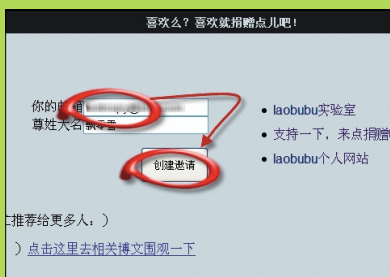 喜欢么？喜欢就捐赠点儿吧！
你的邮箱
尊姓大名
创建邀请
laobubu实验室
支持一下，来点捐赠
laobubu个人网站
推荐给更多人：）
）点击这里去相关博文围观一下